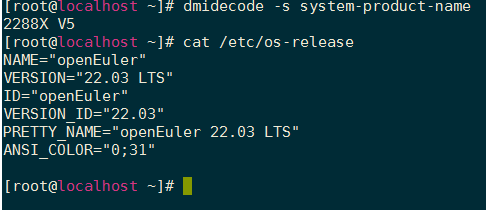 [root@localhost ~]# dmidecode -s system-product-name
2288X V5
[root@localhost ~]# cat /etc/os-release
NAME="openEuler"
VERSION="22.03 LTS"
ID="openEuler"
VERSION_ID="22.03"
PRETTY_NAME="openEuler 22.03 LTS"
ANSI_COLOR="0;31"
[root@localhost ~]#